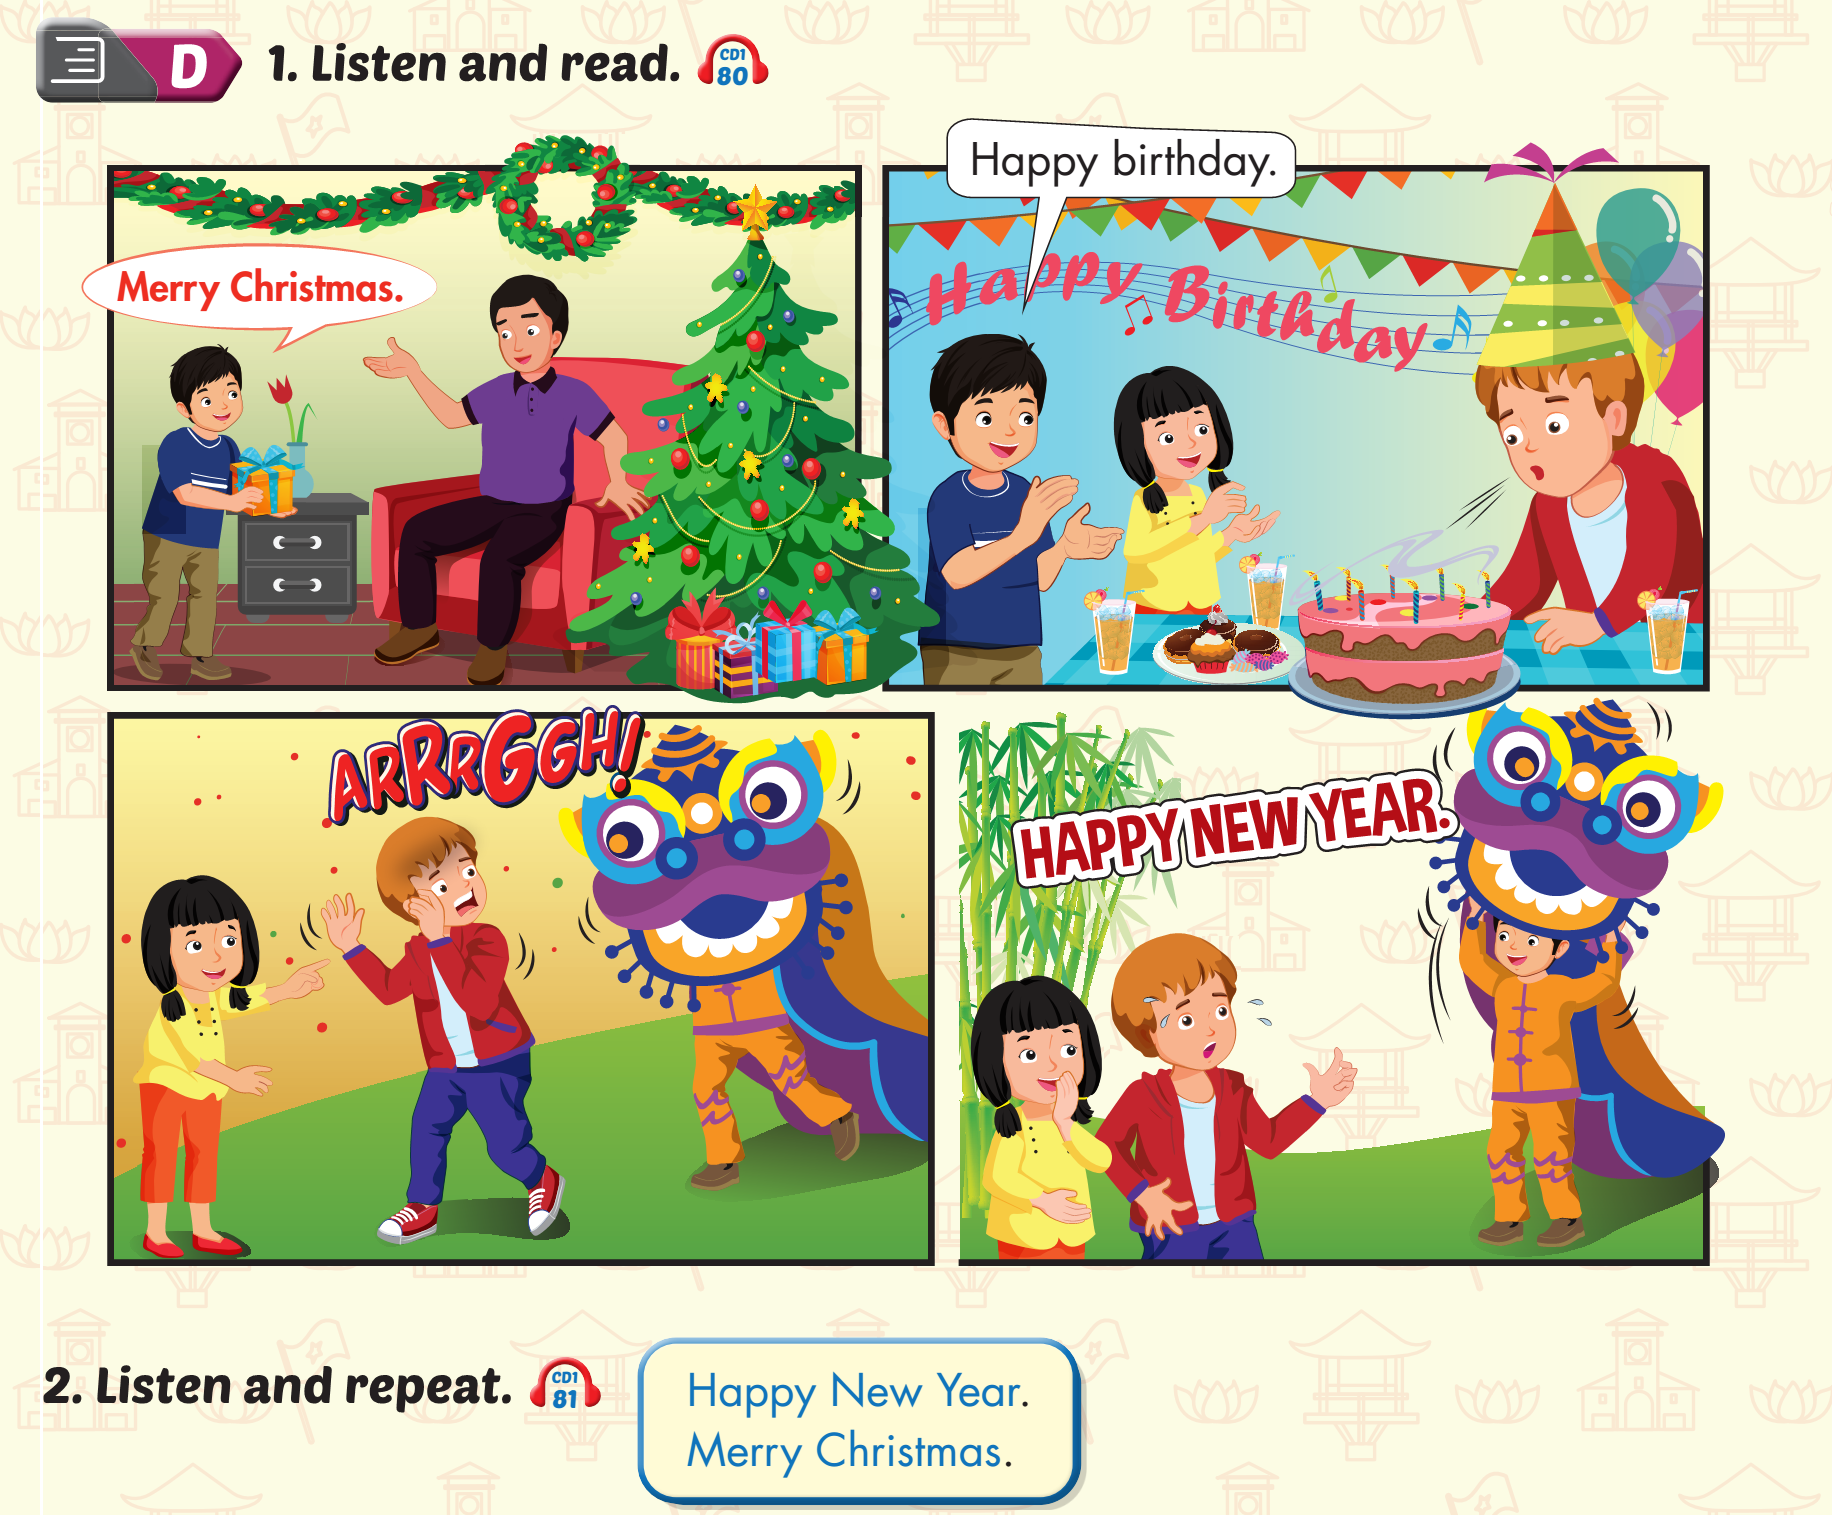 D 1. Listen and read. CD1 80
Merry Christmas.
Happy birthday.
Happy Birthday
ARRRGGH!
HAPPY NEW YEAR.
2. Listen and repeat. CD1 81
Happy New Year.
Merry Christmas.